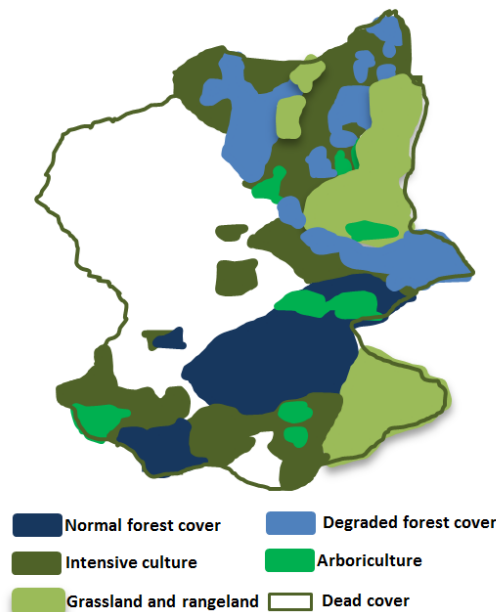 Normal forest cover
Degraded forest cover
Intensive culture
Arboriculture
Grassland and rangeland
Dead cover